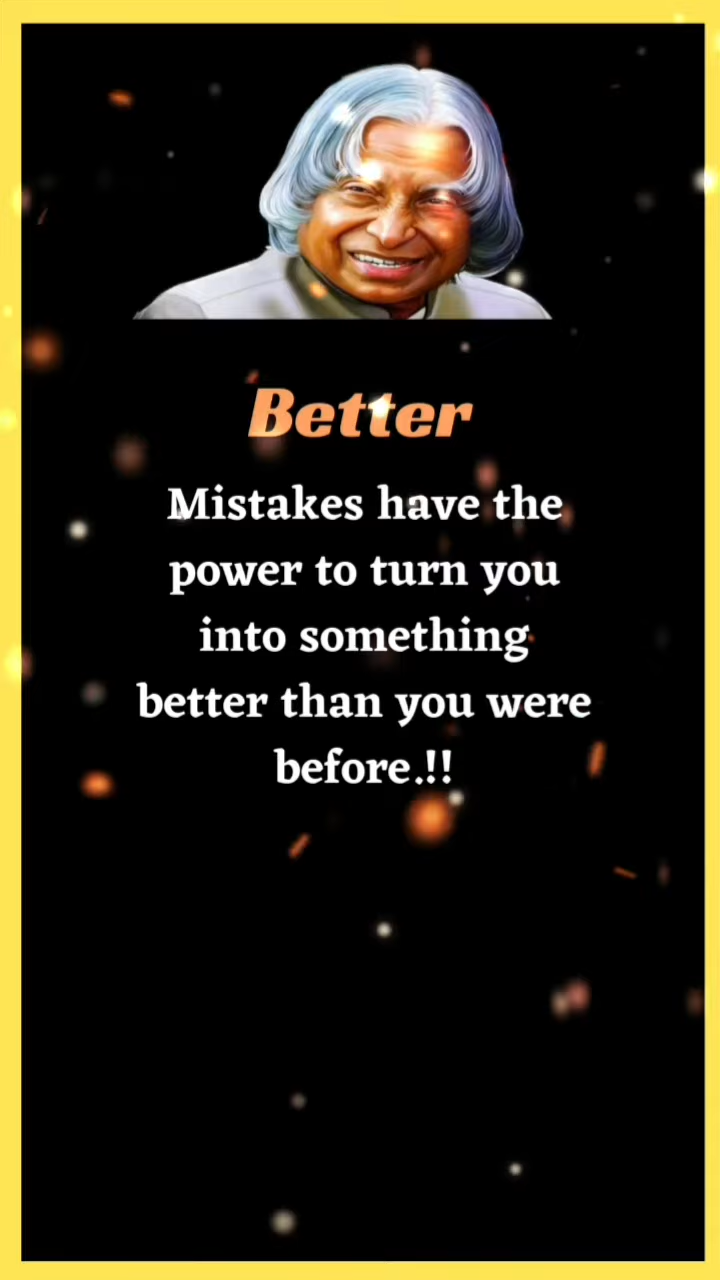 Better
Mistakes have the
power to turn you
into something
better than you were
before.!!